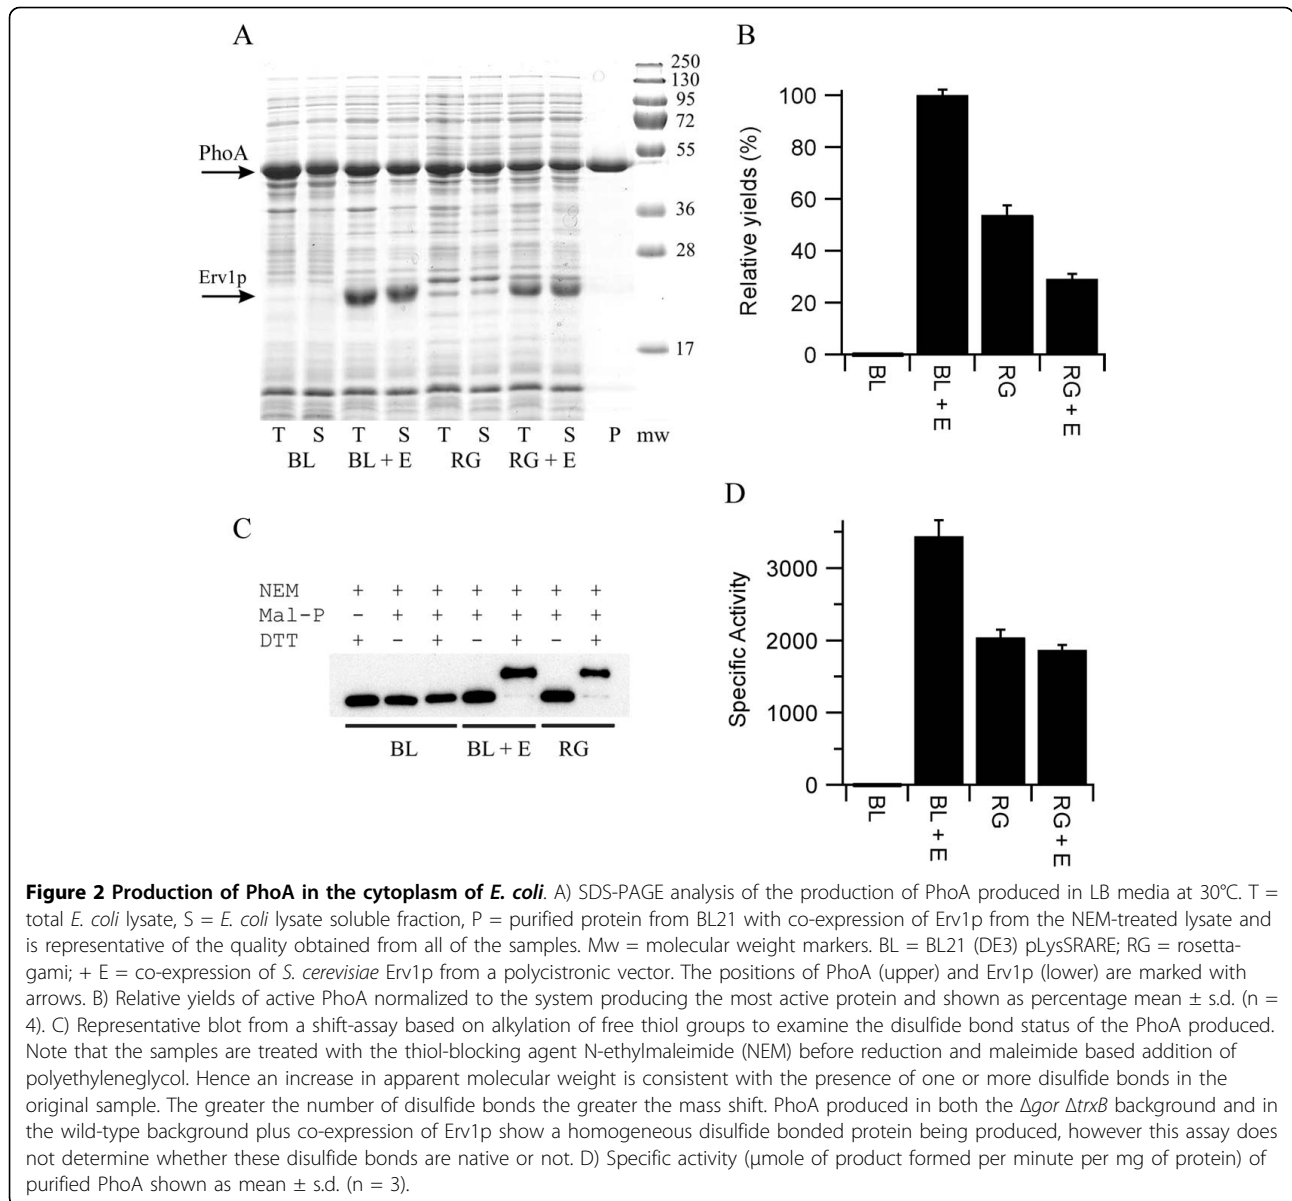 A
250
130
95
72
55
36
28
17
PhoA
Erv1p
T S T S T S T S P mw
BL BL + E RG RG + E
B
Relative yields (%)
100
80
60
40
20
0
BL
BL + E
RG
RG + E
C
NEM + + + + + + +
Mal-P - + + + + + +
DTT + - + - + - +
BL BL + E RG
D
Specific Activity
3000
2000
1000
0
BL
BL + E
RG
RG + E
Figure 2 Production of PhoA in the cytoplasm of E. coli. A) SDS-PAGE analysis of the production of PhoA produced in LB media at 30°C. T =
total E. coli lysate, S = E. coli lysate soluble fraction, P = purified protein from BL21 with co-expression of Erv1p from the NEM-treated lysate and
is representative of the quality obtained from all of the samples. Mw = molecular weight markers. BL = BL21 (DE3) pLysSRARE; RG = rosetta-
gami; + E = co-expression of S. cerevisiae Erv1p from a polycistronic vector. The positions of PhoA (upper) and Erv1p (lower) are marked with
arrows. B) Relative yields of active PhoA normalized to the system producing the most active protein and shown as percentage mean ± s.d. (n =
4). C) Representative blot from a shift-assay based on alkylation of free thiol groups to examine the disulfide bond status of the PhoA produced.
Note that the samples are treated with the thiol-blocking agent N-ethylmaleimide (NEM) before reduction and maleimide based addition of
polyethyleneglycol. Hence an increase in apparent molecular weight is consistent with the presence of one or more disulfide bonds in the
original sample. The greater the number of disulfide bonds the greater the mass shift. PhoA produced in both the Δgor ΔtrxB background and in
the wild-type background plus co-expression of Erv1p show a homogeneous disulfide bonded protein being produced, however this assay does
not determine whether these disulfide bonds are native or not. D) Specific activity (μmole of product formed per minute per mg of protein) of
purified PhoA shown as mean ± s.d. (n = 3).